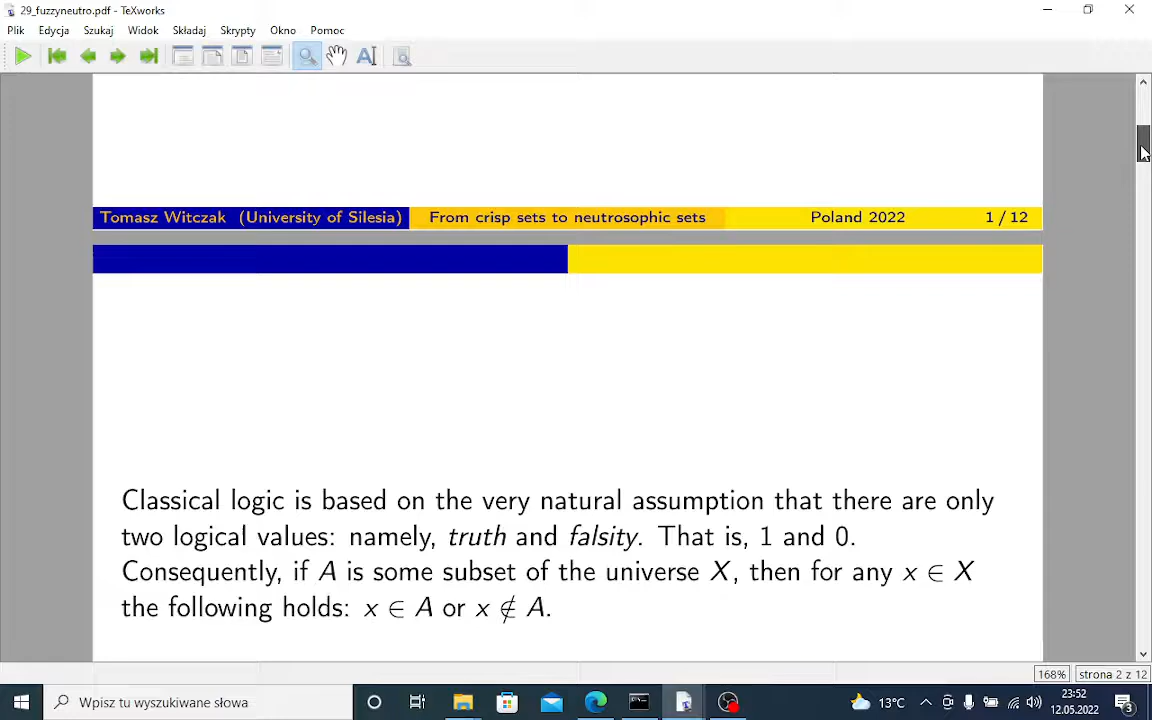 29_fuzzyneutro.pdf - TeXworks
Plik Edycja Szukaj Widok Składaj Skrypty Okno Pomoc
Tomasz Witczak (University of Silesia) From crisp sets to neutrosophic sets Poland 2022 1 / 12
Classical logic is based on the very natural assumption that there are only
two logical values: namely, truth and falsity. That is, 1 and 0.
Consequently, if A is some subset of the universe X, then for any x ∈ X
the following holds: x ∈ A or x ∉ A.
168% strona 2 z 12
Wpisz tu wyszukiwane słowa
13°C
23:52
12.05.2022
3